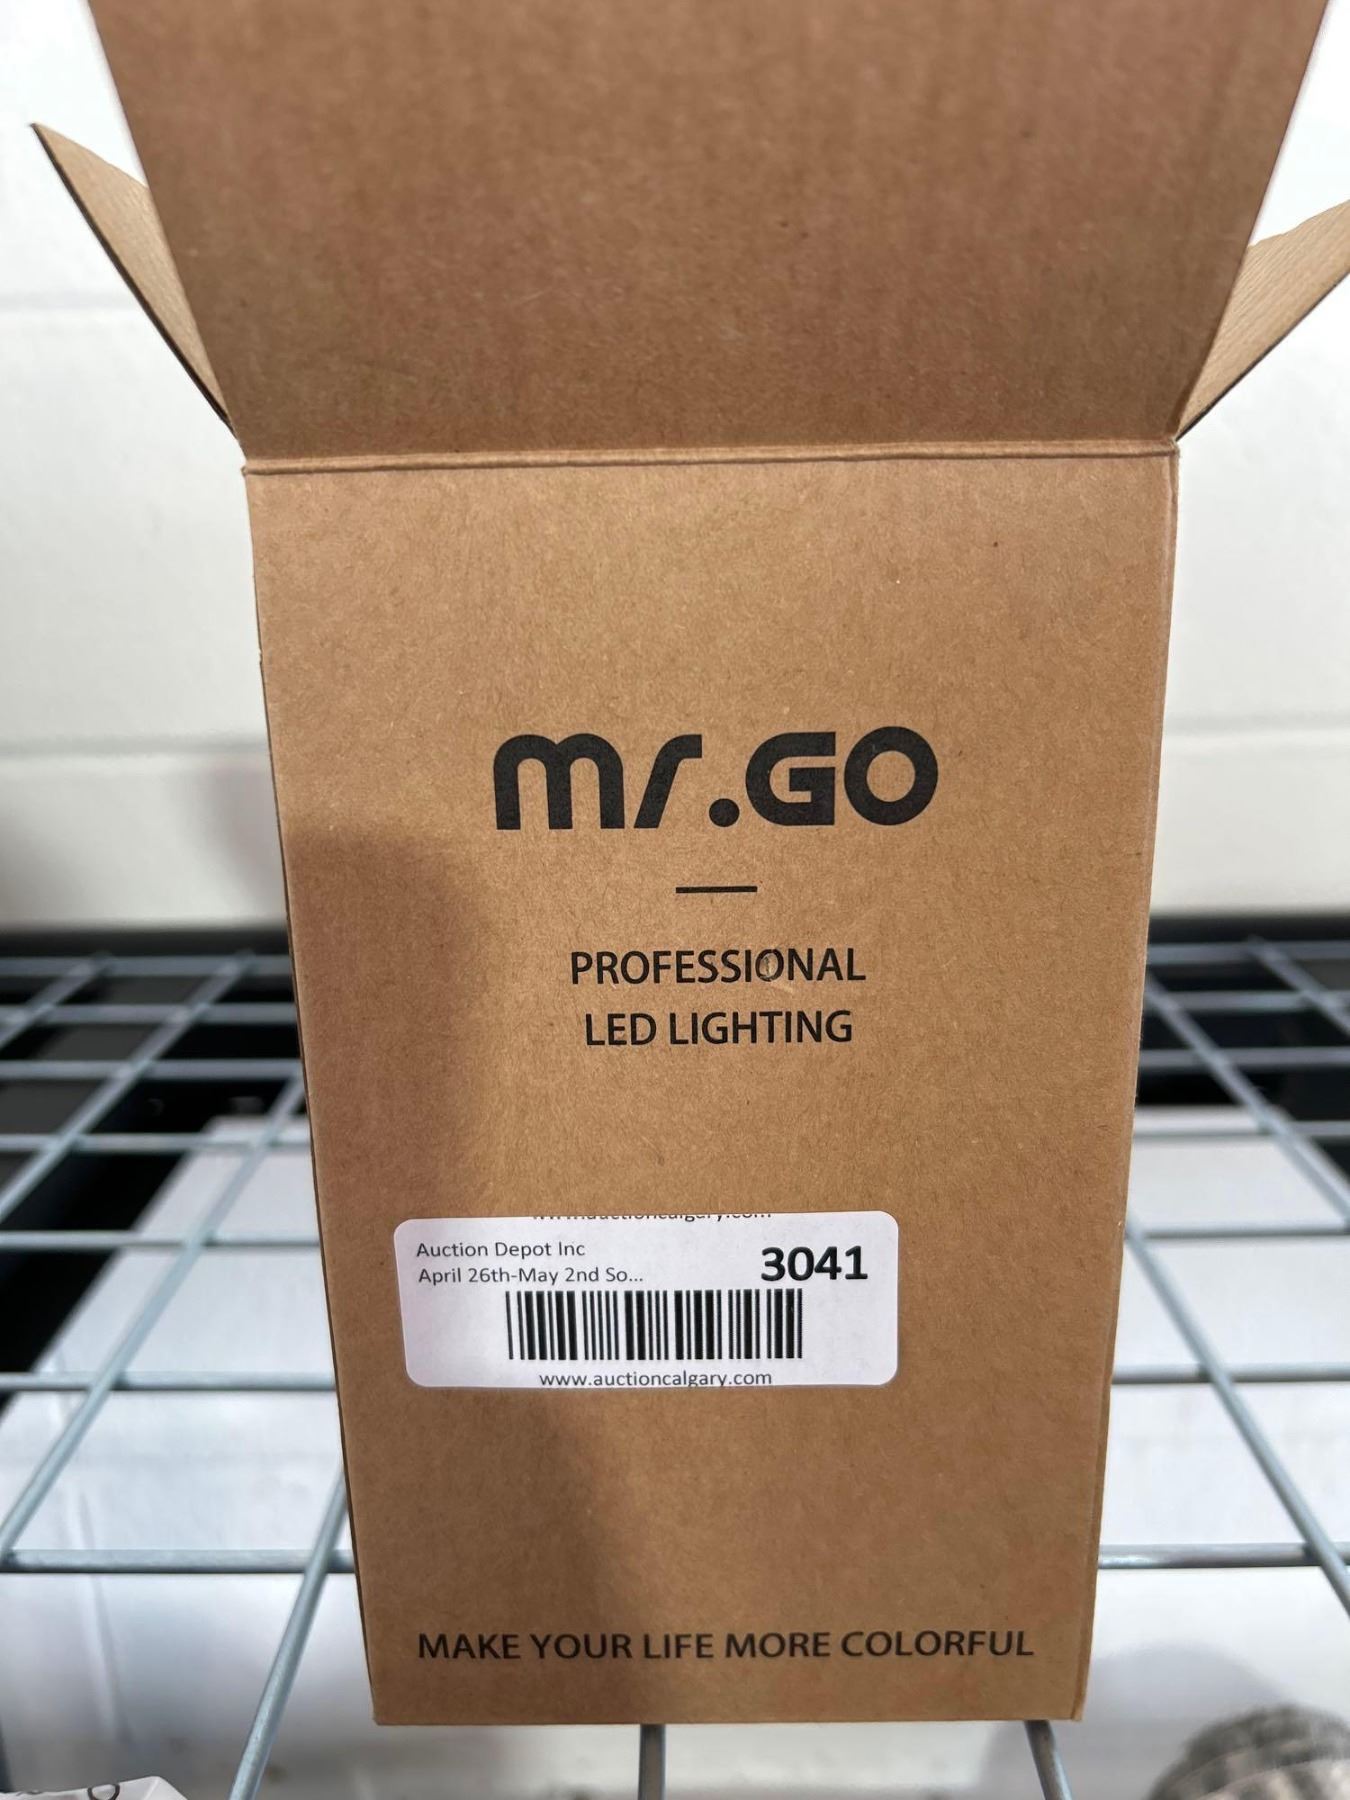 mr.GO
PROFESSIONAL
LED LIGHTING
Auction Depot Inc
3041
April 26th-May 2nd So...
www.auctioncalgary.com
MAKE YOUR LIFE MORE COLORFUL